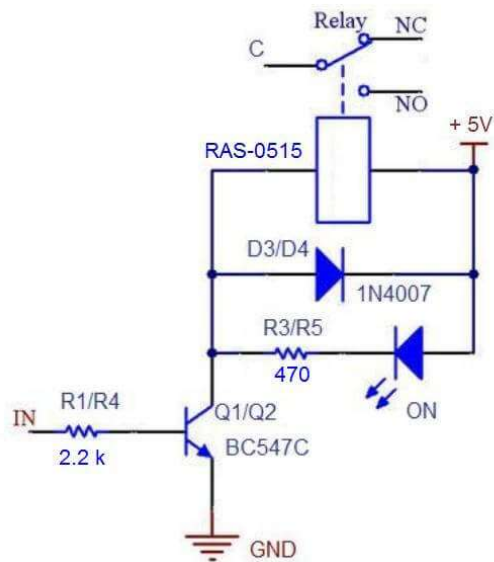 Relay
NC
C
NO
+ 5V
RAS-0515
D3/D4
1N4007
R3/R5
470
ON
R1/R4
Q1/Q2
IN
2.2 k
BC547C
GND